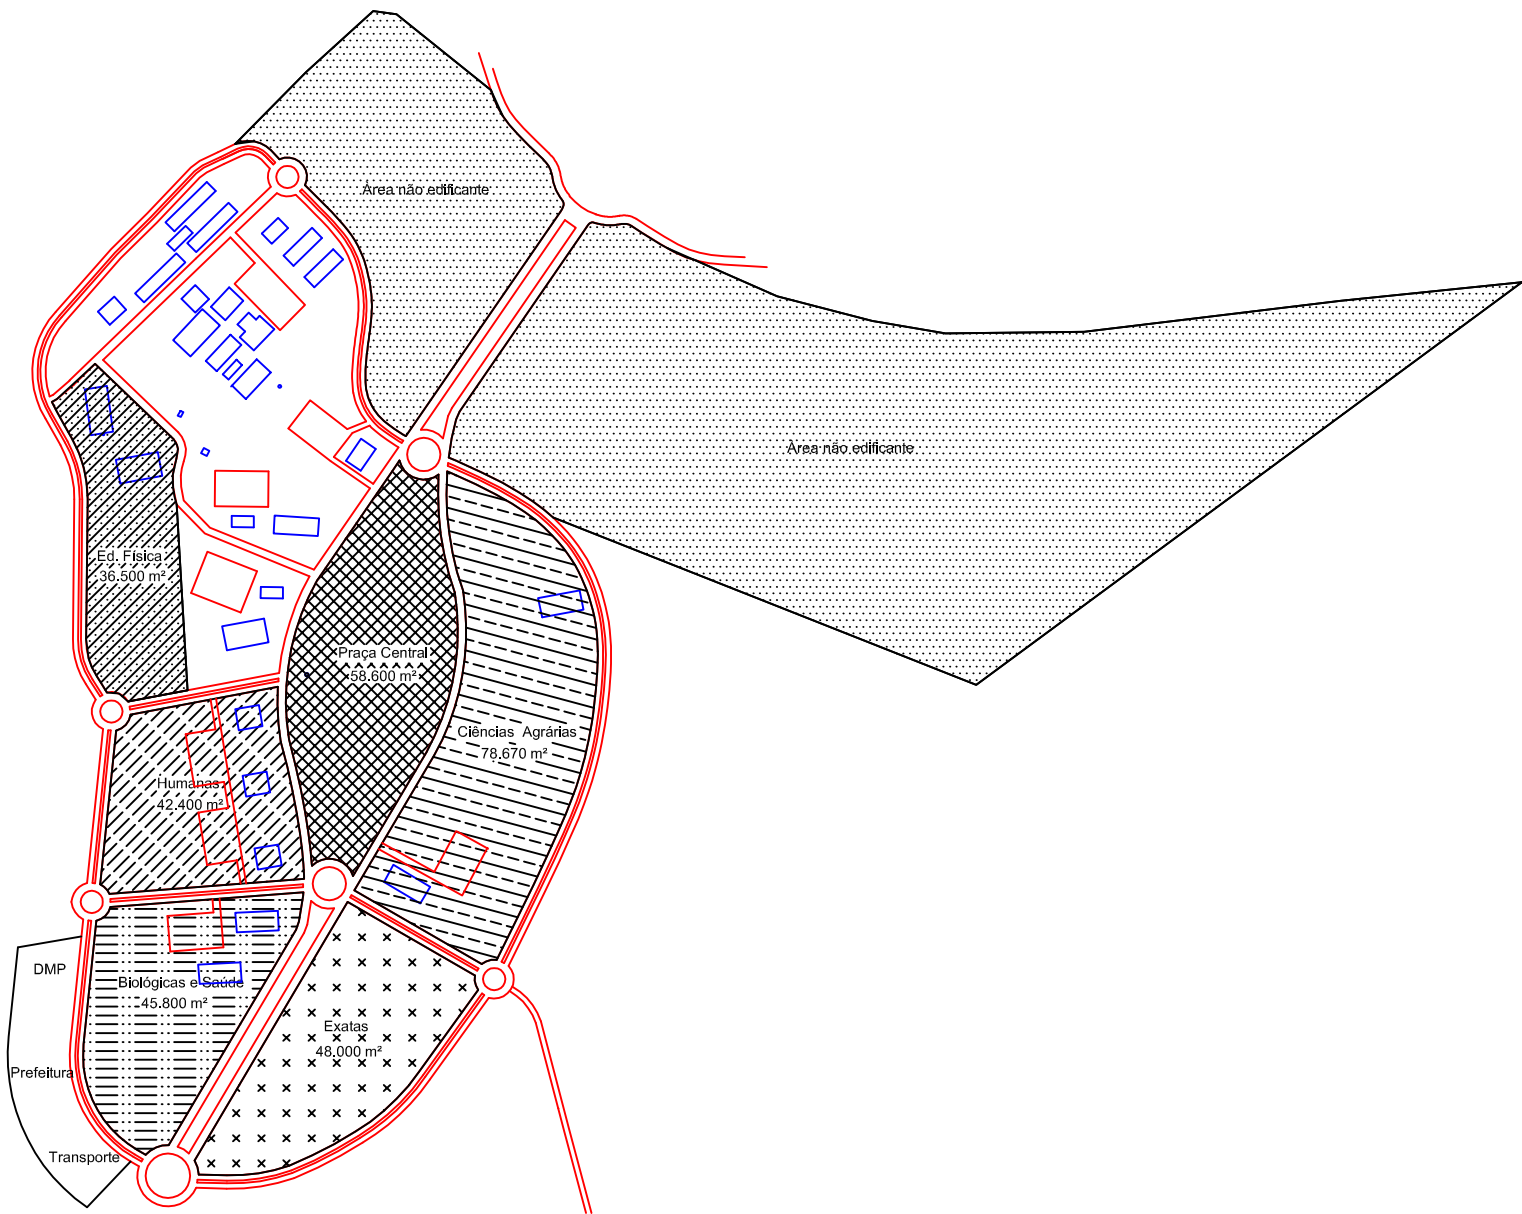 Área não edificante
Área não edificante
Ed. Física
36.500 m²
Praça Central
58.600 m²
Ciências Agrárias
78.670 m²
Humanas
42.400 m²
DMP
Biológicas e Saúde
45.800 m²
Exatas
48.000 m²
Prefeitura
Transporte